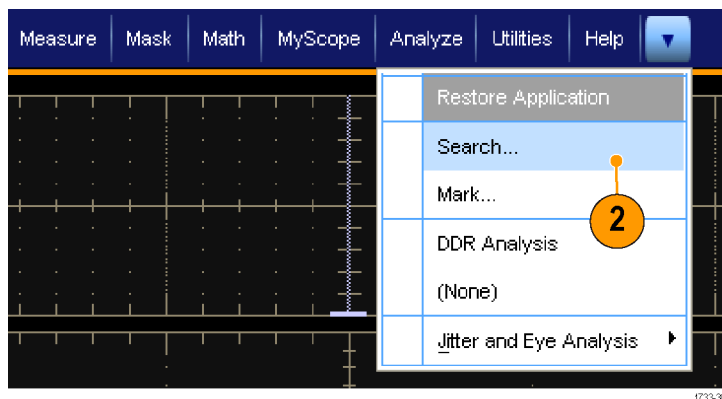 Measure Mask Math MyScope Analyze Utilities Help
Restore Application
Search...
Mark...
2
DDR Analysis
(None)
Jitter and Eye Analysis